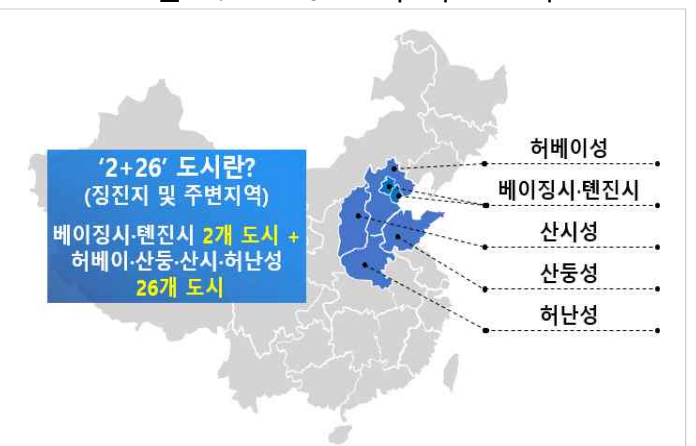 '2+26' 도시란?
(징진지 및 주변지역)
베이징시·톈진시 2개 도시 +
허베이·산둥·산시·허난성
26개 도시
허베이성
베이징시·톈진시
산시성
산둥성
허난성